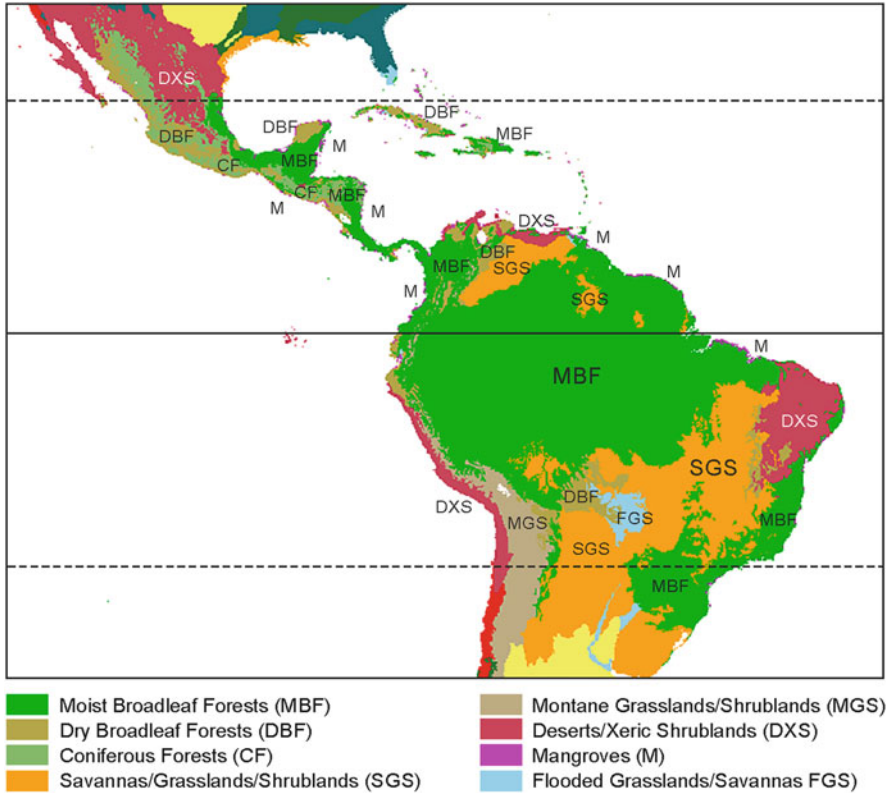 DXS
DBF
DBF
MBF
DBF
M
CF
MBF
CF
MBF
M
M
DXS
M
DBF
MBF
SGS
M
M
SGS
M
MBF
DXS
SGS
DXS
MGS
DBF
FGS
MBF
SGS
MBF
Moist Broadleaf Forests (MBF)
Dry Broadleaf Forests (DBF)
Coniferous Forests (CF)
Savannas/Grasslands/Shrublands (SGS)
Montane Grasslands/Shrublands (MGS)
Deserts/Xeric Shrublands (DXS)
Mangroves (M)
Flooded Grasslands/Savannas FGS)